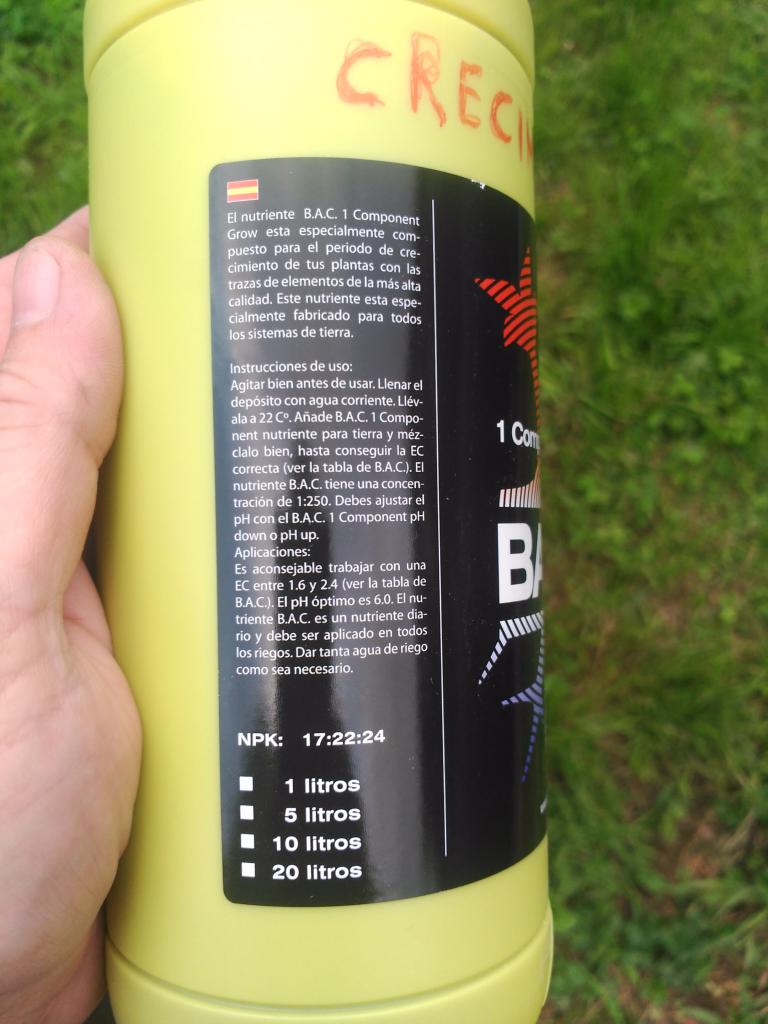 CRECI
El nutriente B.A.C. 1 Component
Grow esta especialmente com-
puesto para el periodo de cre-
cimiento de tus plantas con las
trazas de elementos de la más alta
calidad. Este nutriente esta espe-
cialmente fabricado para todos
los sistemas de tierra.
Instrucciones de uso:
Agitar bien antes de usar. Llenar el
depósito con agua corriente. Llév-
ala a 22 Cº. Añade B.A.C. 1 Compo-
nent nutriente para tierra y méz-
clalo bien, hasta conseguir la EC
correcta (ver la tabla de B.A.C.). El
nutriente B.A.C. tiene una concen-
tración de 1:250. Debes ajustar el
pH con el B.A.C. 1 Component pH
down o pH up.
Aplicaciones:
Es aconsejable trabajar con una
EC entre 1.6 y 2.4 (ver la tabla de
B.A.C.). El pH óptimo es 6.0. El nu-
triente B.A.C. es un nutriente dia-
rio y debe ser aplicado en todos
los riegos. Dar tanta agua de riego
como sea necesario.
NPK: 17:22:24
1 litros
5 litros
10 litros
20 litros
1 Com
BA